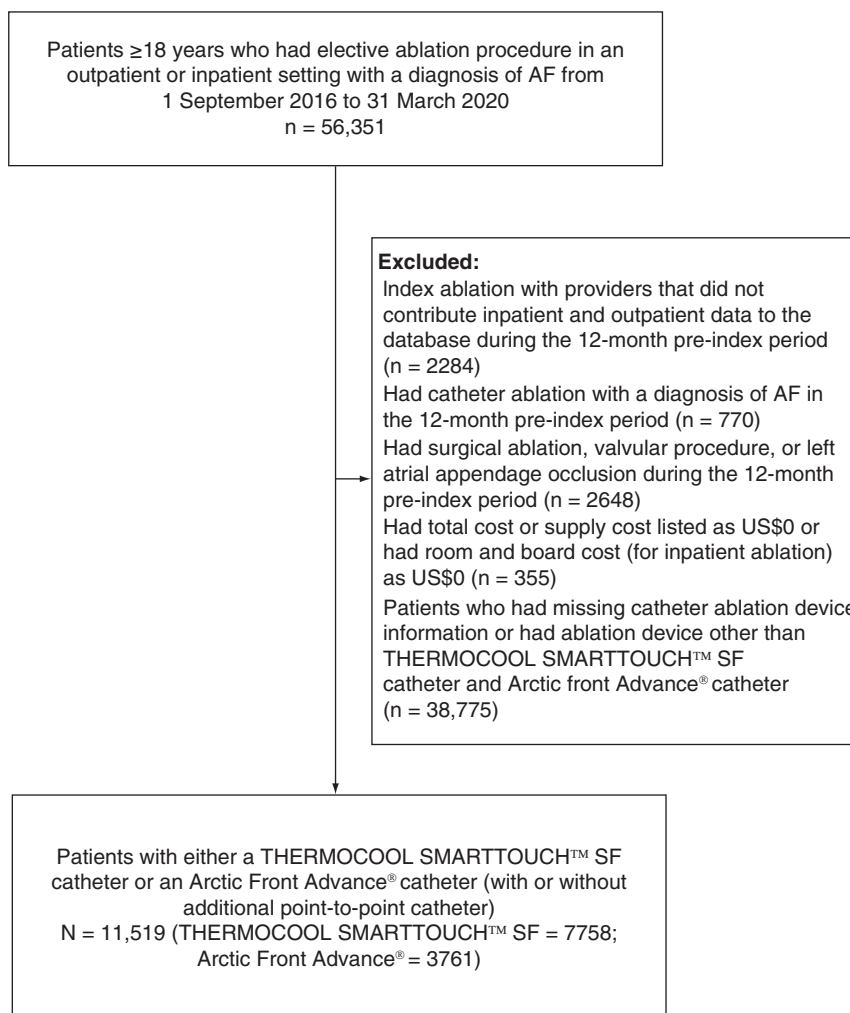 Patients ≥18 years who had elective ablation procedure in an
outpatient or inpatient setting with a diagnosis of AF from
1 September 2016 to 31 March 2020
n = 56,351
Excluded:
Index ablation with providers that did not
contribute inpatient and outpatient data to the
database during the 12-month pre-index period
(n = 2284)
Had catheter ablation with a diagnosis of AF in
the 12-month pre-index period (n = 770)
Had surgical ablation, valvular procedure, or left
atrial appendage occlusion during the 12-month
pre-index period (n = 2648)
Had total cost or supply cost listed as US$0 or
had room and board cost (for inpatient ablation)
as US$0 (n = 355)
Patients who had missing catheter ablation device
information or had ablation device other than
THERMOCOOL SMARTTOUCH™ SF
catheter and Arctic front Advance® catheter
(n = 38,775)
Patients with either a THERMOCOOL SMARTTOUCH™ SF
catheter or an Arctic Front Advance® catheter (with or without
additional point-to-point catheter)
N = 11,519 (THERMOCOOL SMARTTOUCH™ SF = 7758;
Arctic Front Advance® = 3761)